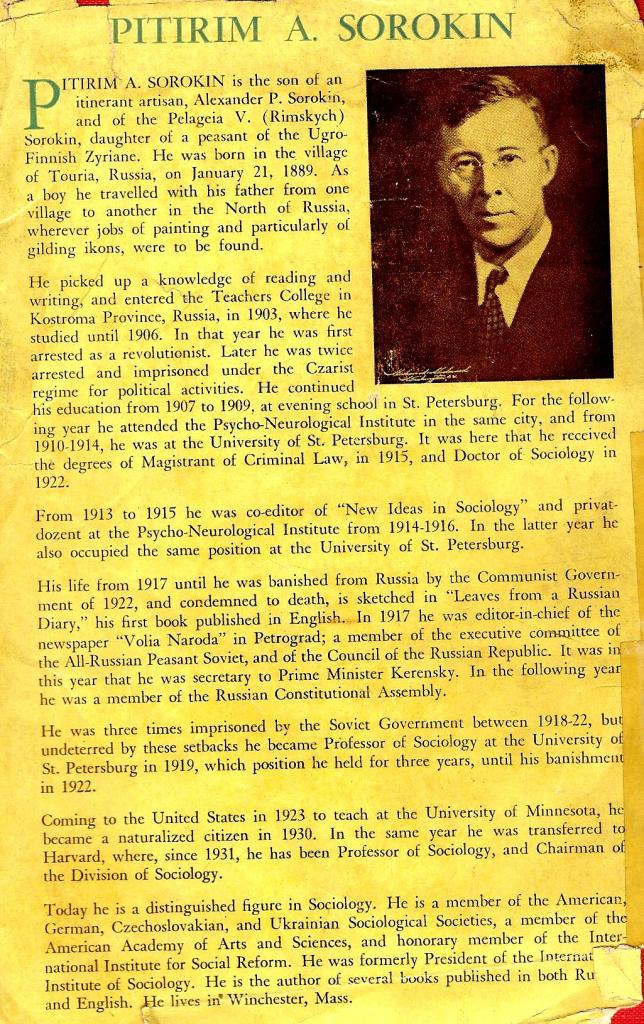 PITIRIM A. SOROKIN
PITIRIM A. SOROKIN is the son of an
itinerant artisan, Alexander P. Sorokin,
and of the Pelageia V. (Rimskych)
Sorokin, daughter of a peasant of the Ugro-
Finnish Zyriane. He was born in the village
of Touria, Russia, on January 21, 1889. As
a boy he travelled with his father from one
village to another in the North of Russia,
wherever jobs of painting and particularly of
gilding ikons, were to be found.
He picked up a knowledge of reading and
writing, and entered the Teachers College in
Kostroma Province, Russia, in 1903, where he
studied until 1906. In that year he was first
arrested as a revolutionist. Later he was twice
arrested and imprisoned under the Czarist
regime for political activities. He continued
his education from 1907 to 1909, at evening school in St. Petersburg. For the follow-
ing year he attended the Psycho-Neurological Institute in the same city, and from
1910-1914, he was at the University of St. Petersburg. It was here that he received
the degrees of Magistrant of Criminal Law, in 1915, and Doctor of Sociology in
1922.
From 1913 to 1915 he was co-editor of "New Ideas in Sociology" and privat-
dozent at the Psycho-Neurological Institute from 1914-1916. In the latter year he
also occupied the same position at the University of St. Petersburg.
His life from 1917 until he was banished from Russia by the Communist Govern-
ment of 1922, and condemned to death, is sketched in "Leaves from a Russian
Diary," his first book published in English. In 1917 he was editor-in-chief of the
newspaper "Volia Naroda" in Petrograd; a member of the executive committee of
the All-Russian Peasant Soviet, and of the Council of the Russian Republic. It was in
this year that he was secretary to Prime Minister Kerensky. In the following year
he was a member of the Russian Constitutional Assembly.
He was three times imprisoned by the Soviet Government between 1918-22, but
undeterred by these setbacks he became Professor of Sociology at the University of
St. Petersburg in 1919, which position he held for three years, until his banishment
in 1922.
Coming to the United States in 1923 to teach at the University of Minnesota, he
became a naturalized citizen in 1930. In the same year he was transferred to
Harvard, where, since 1931, he has been Professor of Sociology, and Chairman of
the Division of Sociology.
Today he is a distinguished figure in Sociology. He is a member of the American,
German, Czechoslovakian, and Ukrainian Sociological Societies, a member of the
American Academy of Arts and Sciences, and honorary member of the Inter-
national Institute for Social Reform. He was formerly President of the Internat
Institute of Sociology. He is the author of several books published in both Ru
and English. He lives in Winchester, Mass.